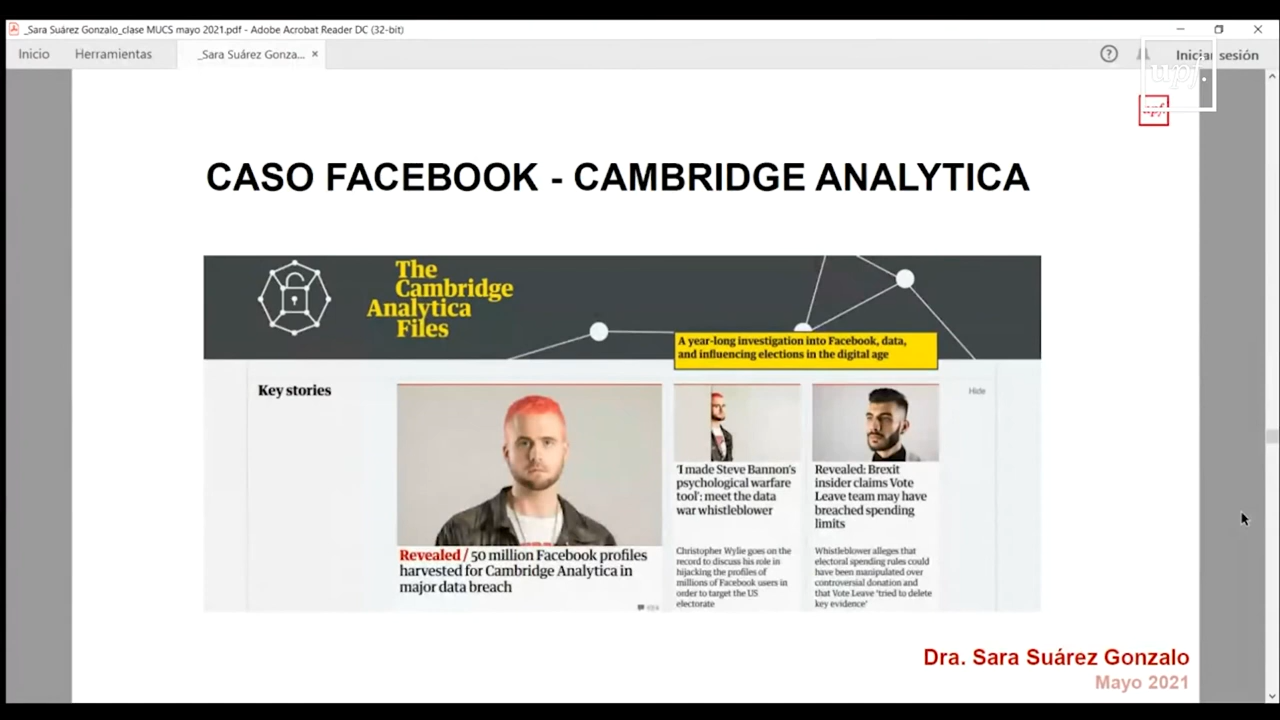 _Sara Suárez Gonzalo_clase MUCS mayo 2021.pdf - Adobe Acrobat Reader DC (32-bit)
Inicio
Herramientas
_Sara Suárez Gonza...
Iniciar sesión
upf.
upf.
CASO FACEBOOK - CAMBRIDGE ANALYTICA
The
Cambridge
Analytica
Files
A year-long investigation into Facebook, data,
and influencing elections in the digital age
Key stories
Hide
Revealed / 50 million Facebook profiles
harvested for Cambridge Analytica in
major data breach
'I made Steve Bannon's
psychological warfare
tool': meet the data
war whistleblower
Christopher Wylie goes on the
record to discuss his role in
hijacking the profiles of
millions of Facebook users in
order to target the US
electorate
Revealed: Brexit
insider claims Vote
Leave team may have
breached spending
limits
Whistleblower alleges that
electoral spending rules could
have been manipulated over
controversial donation and
that Vote Leave 'tried to delete
key evidence'
Dra. Sara Suárez Gonzalo
Mayo 2021